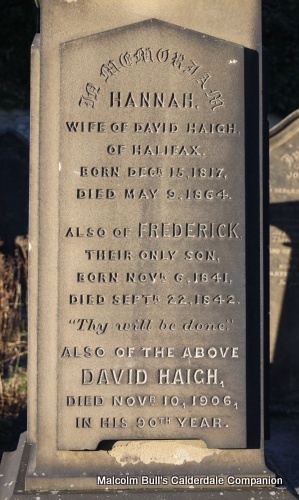 IN MEMORIAM
HANNAH,
WIFE OF DAVID HAIGH,
OF HALIFAX,
BORN DECR 15, 1817,
DIED MAY 9, 1864.
ALSO OF FREDERICK
THEIR ONLY SON,
BORN NOVR 6, 1841,
DIED SEPTR 22, 1842.
"Thy will be done."
ALSO OF THE ABOVE
DAVID HAIGH,
DIED NOVR 10, 1906,
IN HIS 90TH YEAR.
Malcolm Bull's Calderdale Companion